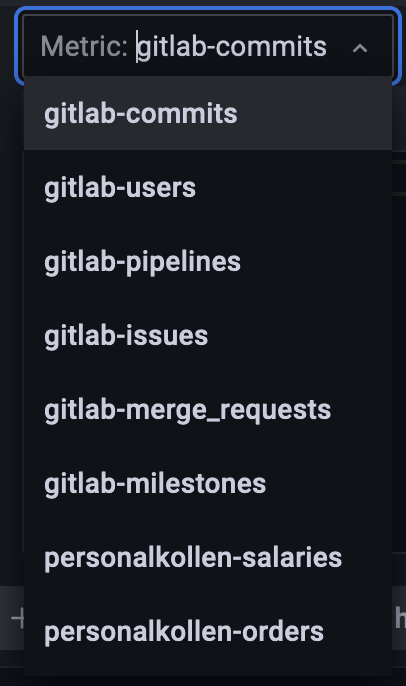 Metric: gitlab-commits
gitlab-commits
gitlab-users
gitlab-pipelines
gitlab-issues
gitlab-merge_requests
gitlab-milestones
personalkollen-salaries
personalkollen-orders